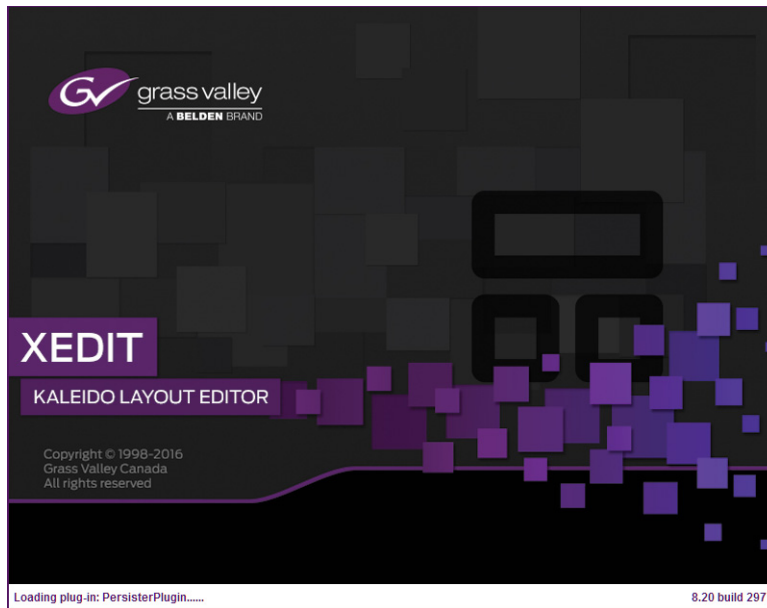 GV
grass valley
A BELDEN BRAND
XEDIT
KALEIDO LAYOUT EDITOR
Copyright © 1998-2016
Grass Valley Canada
All rights reserved
Loading plug-in: PersisterPlugin......
8.20 build 297